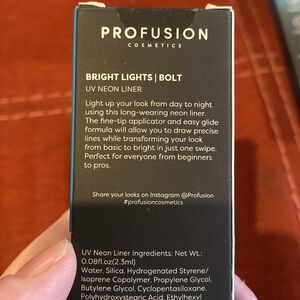 PROFUSION
COSMETICS
BRIGHT LIGHTS | BOLT
UV NEON LINER
Light up your look from day to night
using this long-wearing neon liner.
The fine-tip applicator and easy glide
formula will allow you to draw precise
lines while transforming your look
from basic to bright in just one swipe.
Perfect for everyone from beginners
to pros.
Share your looks on Instagram @Profusion
#profusioncosmetics
UV Neon Liner Ingredients: Net Wt.:
0.08fl.oz(2.3ml)
Water, Silica, Hydrogenated Styrene/
Isoprene Copolymer, Propylene Glycol,
Butylene Glycol, Cyclopentasiloxane,
Polyhydroxystearic Acid, Ethylhexyl